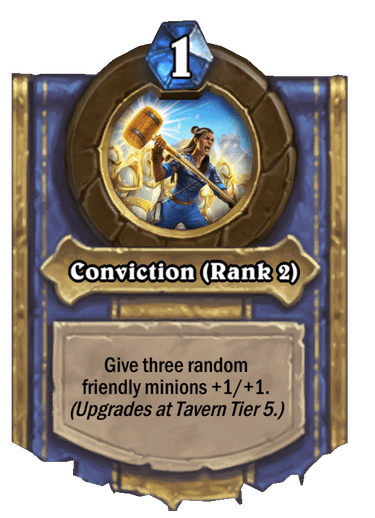 1
Conviction (Rank 2)
Give three random
friendly minions +1/+1.
(Upgrades at Tavern Tier 5.)